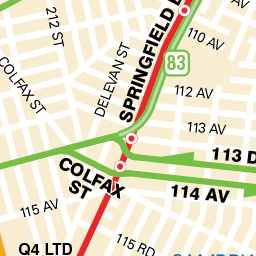 212 ST
110 AV
DELEVAN ST
SPRINGFIELD
83
COLFAX ST
112 AV
113 AV
113 D
COLFAX
ST
114 AV
115 AV
115 RD
Q4 LTD